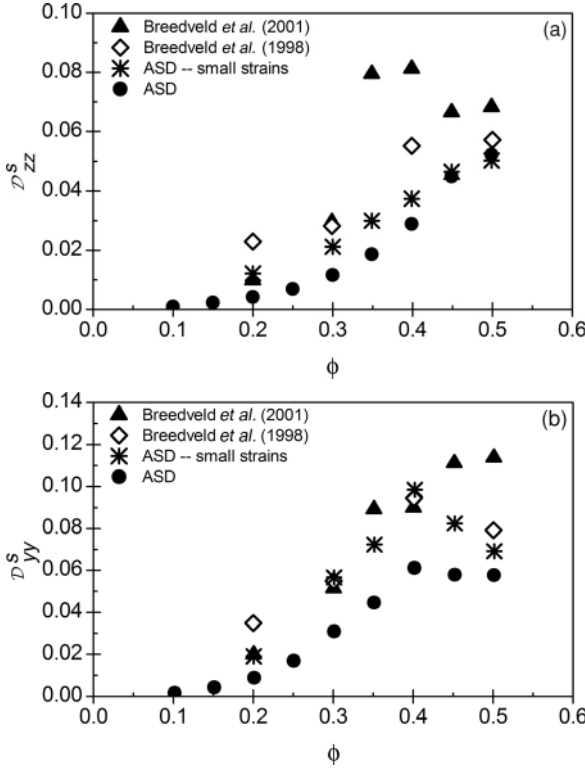 (a)
Breedveld et al. (2001)
Breedveld et al. (1998)
ASD -- small strains
ASD
0.10
0.08
0.06
0.04
0.02
0.00
𝒟ˢzz
0.0 0.1 0.2 0.3 0.4 0.5 0.6
ϕ
(b)
Breedveld et al. (2001)
Breedveld et al. (1998)
ASD -- small strains
ASD
0.14
0.12
0.10
0.08
0.06
0.04
0.02
0.00
𝒟ˢyy
0.0 0.1 0.2 0.3 0.4 0.5 0.6
ϕ